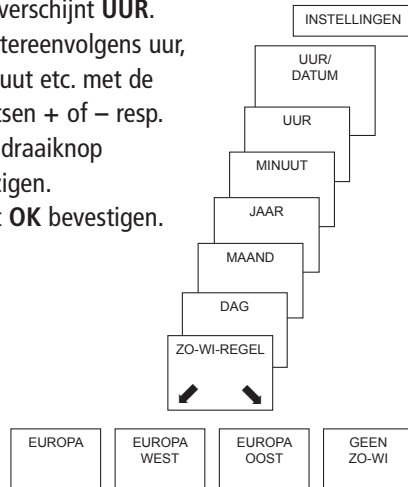 verschijnt UUR.
tereenvolgens uur,
uut etc. met de
tsen + of – resp.
draaiknop
zigen.
t OK bevestigen.
INSTELLINGEN
UUR/
DATUM
UUR
MINUUT
JAAR
MAAND
DAG
ZO-WI-REGEL
EUROPA
EUROPA
WEST
EUROPA
OOST
GEEN
ZO-WI